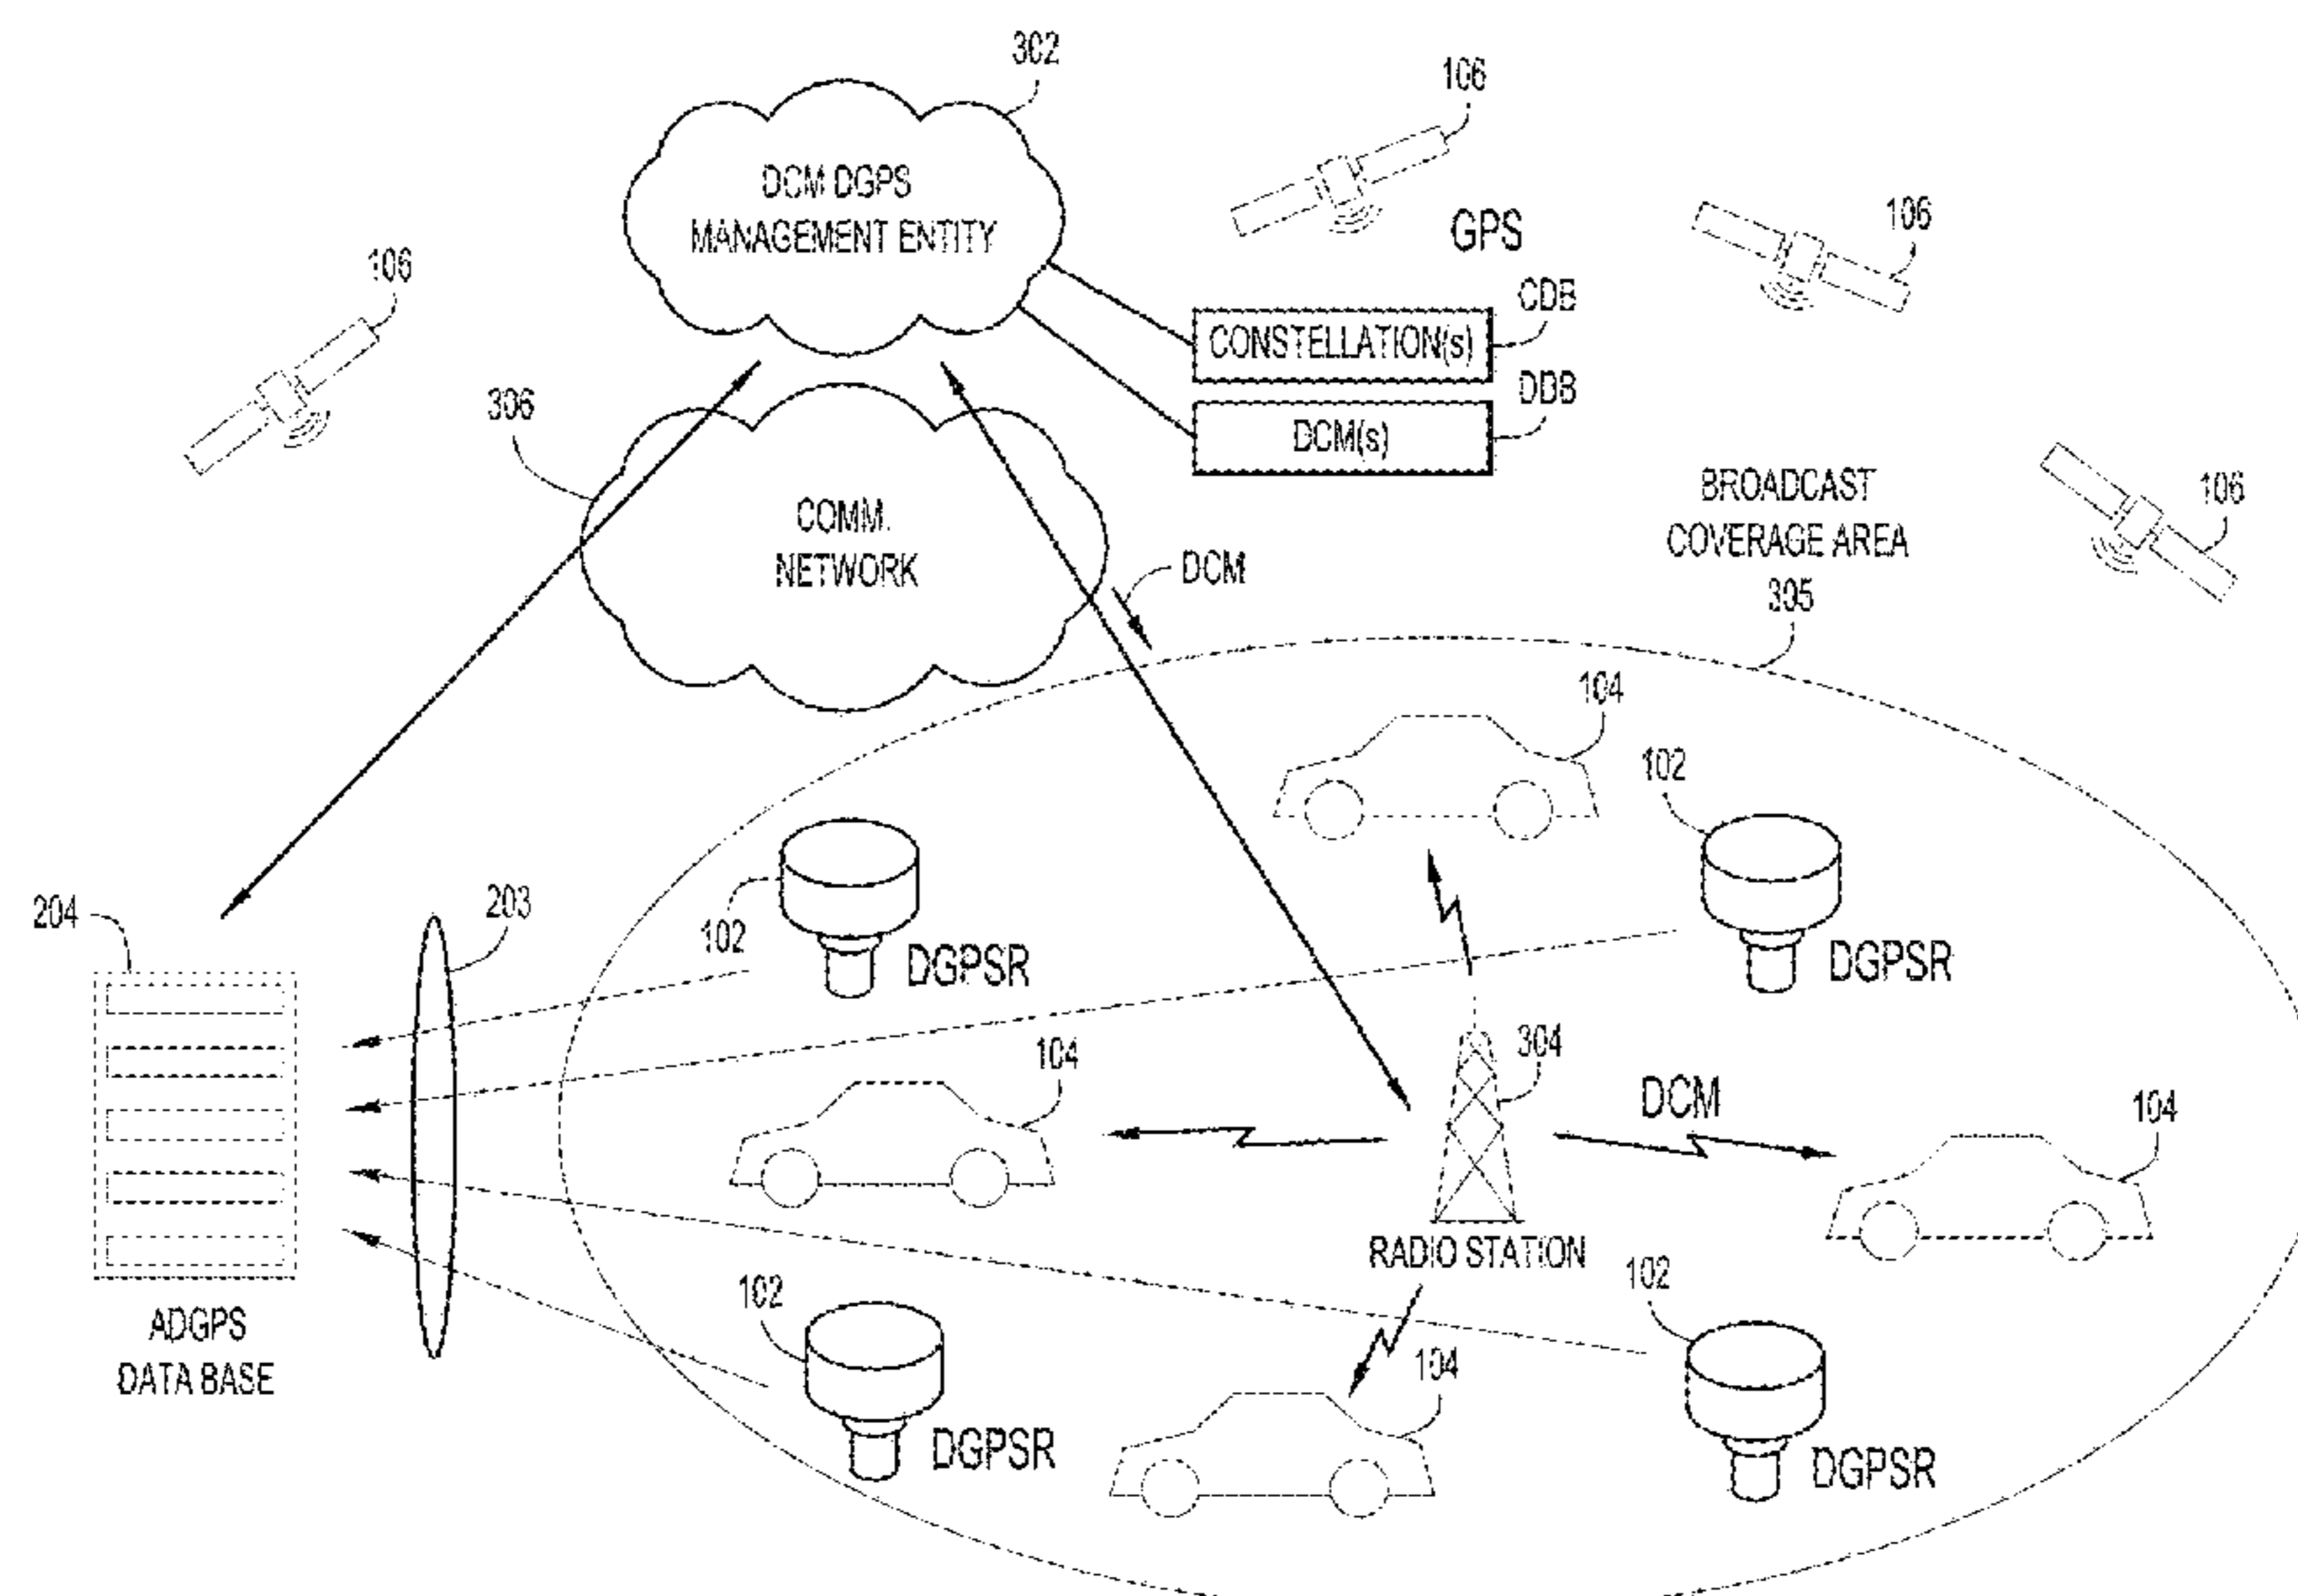 302
106
DCM DGPS
MANAGEMENT ENTITY
GPS
106
106
CDB
CONSTELLATION(s)
306
DDB
DCM(s)
BROADCAST
COVERAGE AREA
106
COMM.
NETWORK
DCM
305
104
102
204
203
102
DGPSR
DGPSR
104
304
DCM
104
RADIO STATION
102
102
ADGPS
DATA BASE
104
DGPSR
DGPSR